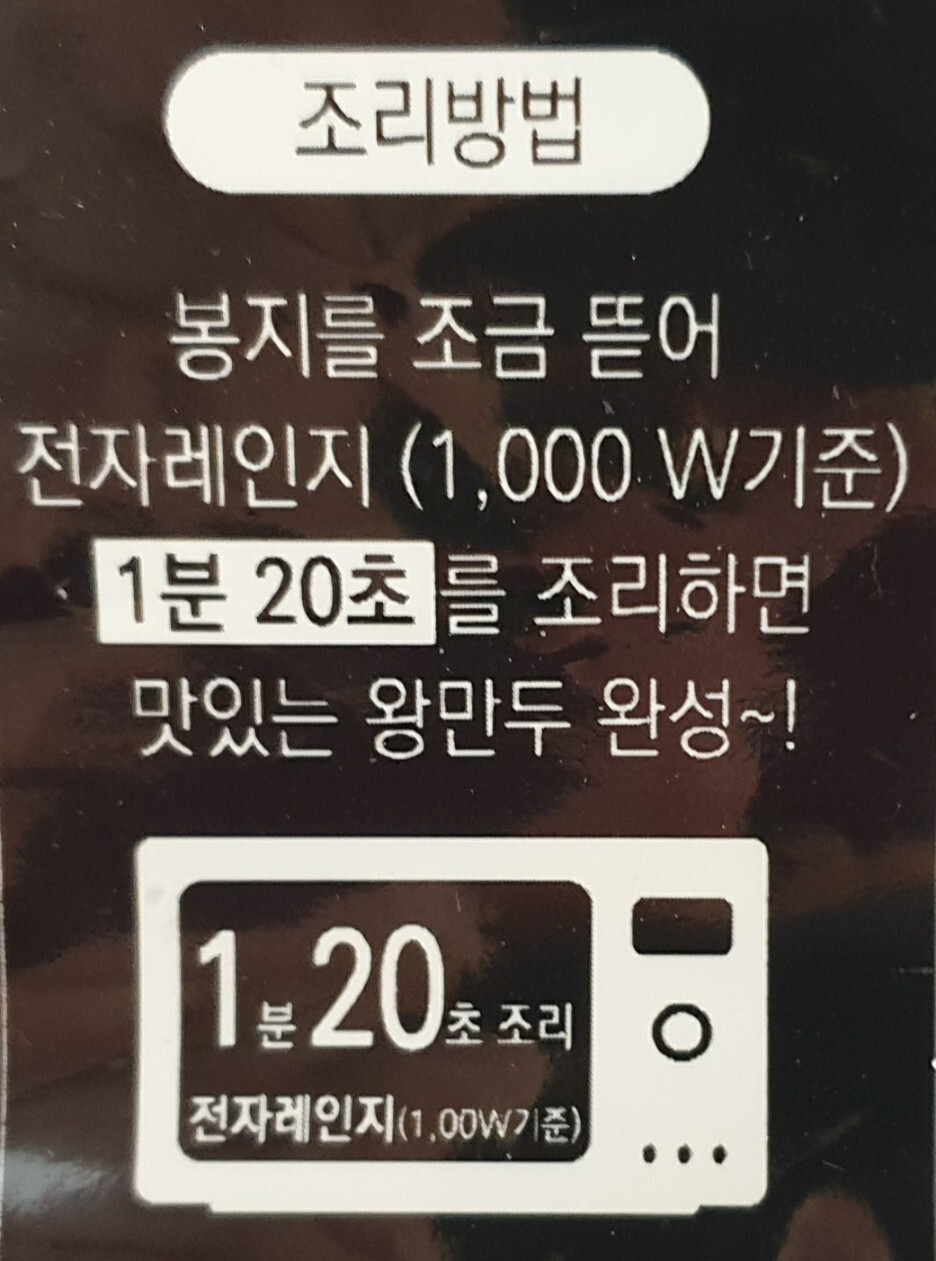 조리방법
봉지를 조금 뜯어
전자레인지 (1,000 W기준)
1분 20초를 조리하면
맛있는 왕만두 완성~!
1분20초 조리
전자레인지(1,00W기준)